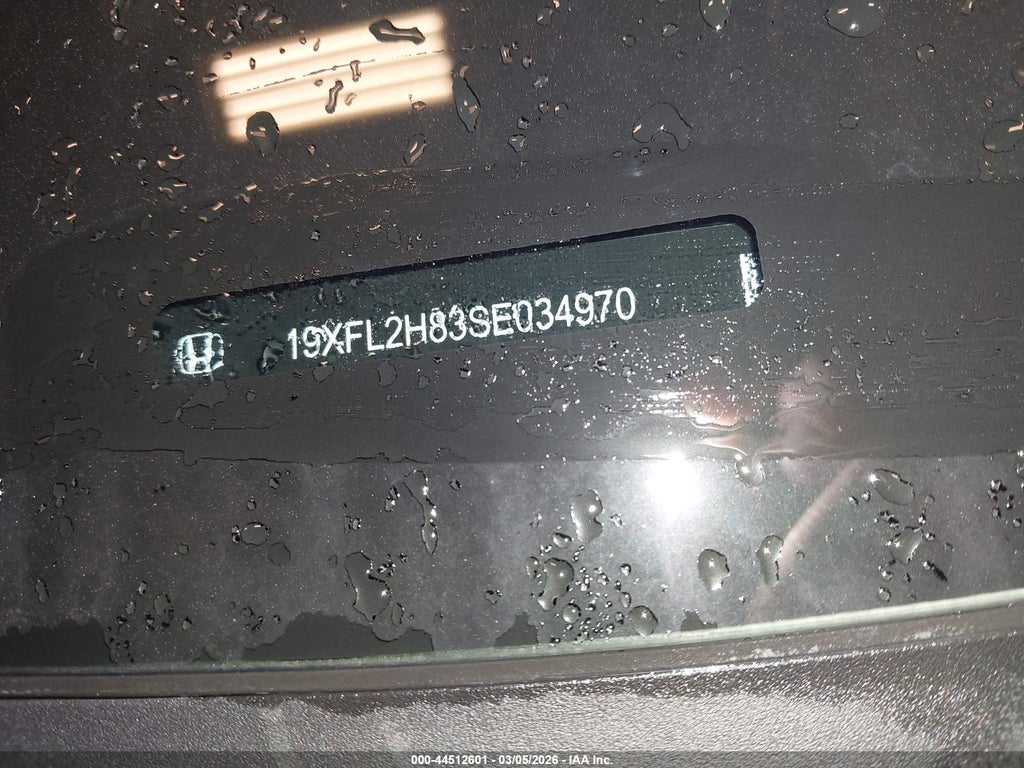 19XFL2H83SE034970
000-44512601 - 03/05/2026 - IAA Inc.